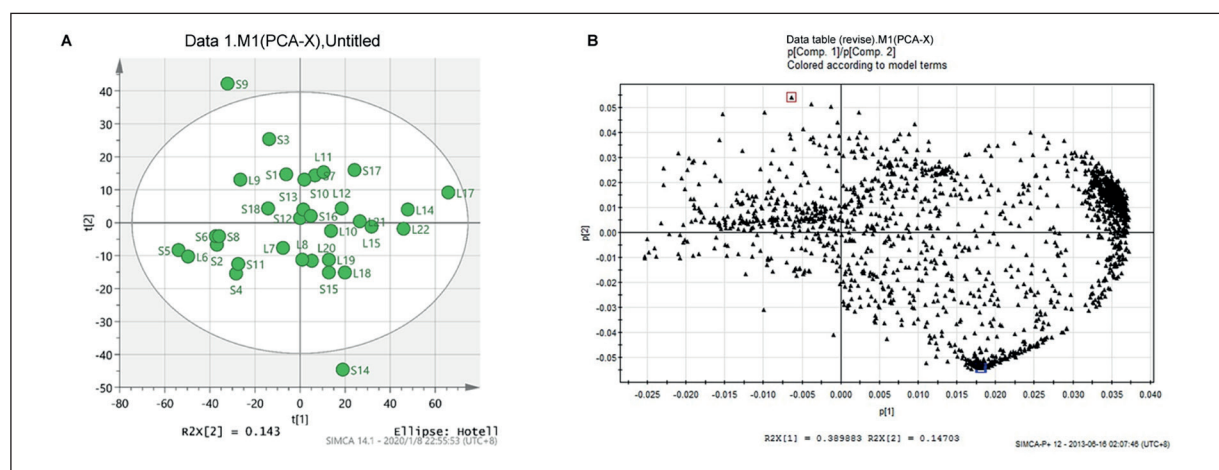 A
Data 1.M1(PCA-X),Untitled
t[2]
40
30
20
10
0
-10
-20
-30
-40
-50
S9
S3
L11
S1
S7
S17
L9
L17
S13
S10
L12
S18
L14
S12
S16
L21
L22
S6
S8
L10
L15
S5
L6
S2
L7
L8
L20
S11
L19
S4
L18
S15
S14
-80
-60
-40
-20
0
20
40
60
t[1]
R2X[2] = 0.143
Ellipse: Hotell
SIMCA 14.1 - 2020/1/8 22:55:53 (UTC+8)
B
Data table (revise).M1(PCA-X)
p[Comp. 1]/p[Comp. 2]
Colored according to model terms
p[2]
0.05
0.04
0.03
0.02
0.01
0.00
-0.01
-0.02
-0.03
-0.04
-0.05
-0.025
-0.020
-0.015
-0.010
-0.005
0.000
0.005
0.010
0.015
0.020
0.025
0.030
0.035
0.040
p[1]
R2X[1] = 0.389883 R2X[2] = 0.14703
SIMCA-P+ 12 - 2013-06-16 02:07:46 (UTC+8)